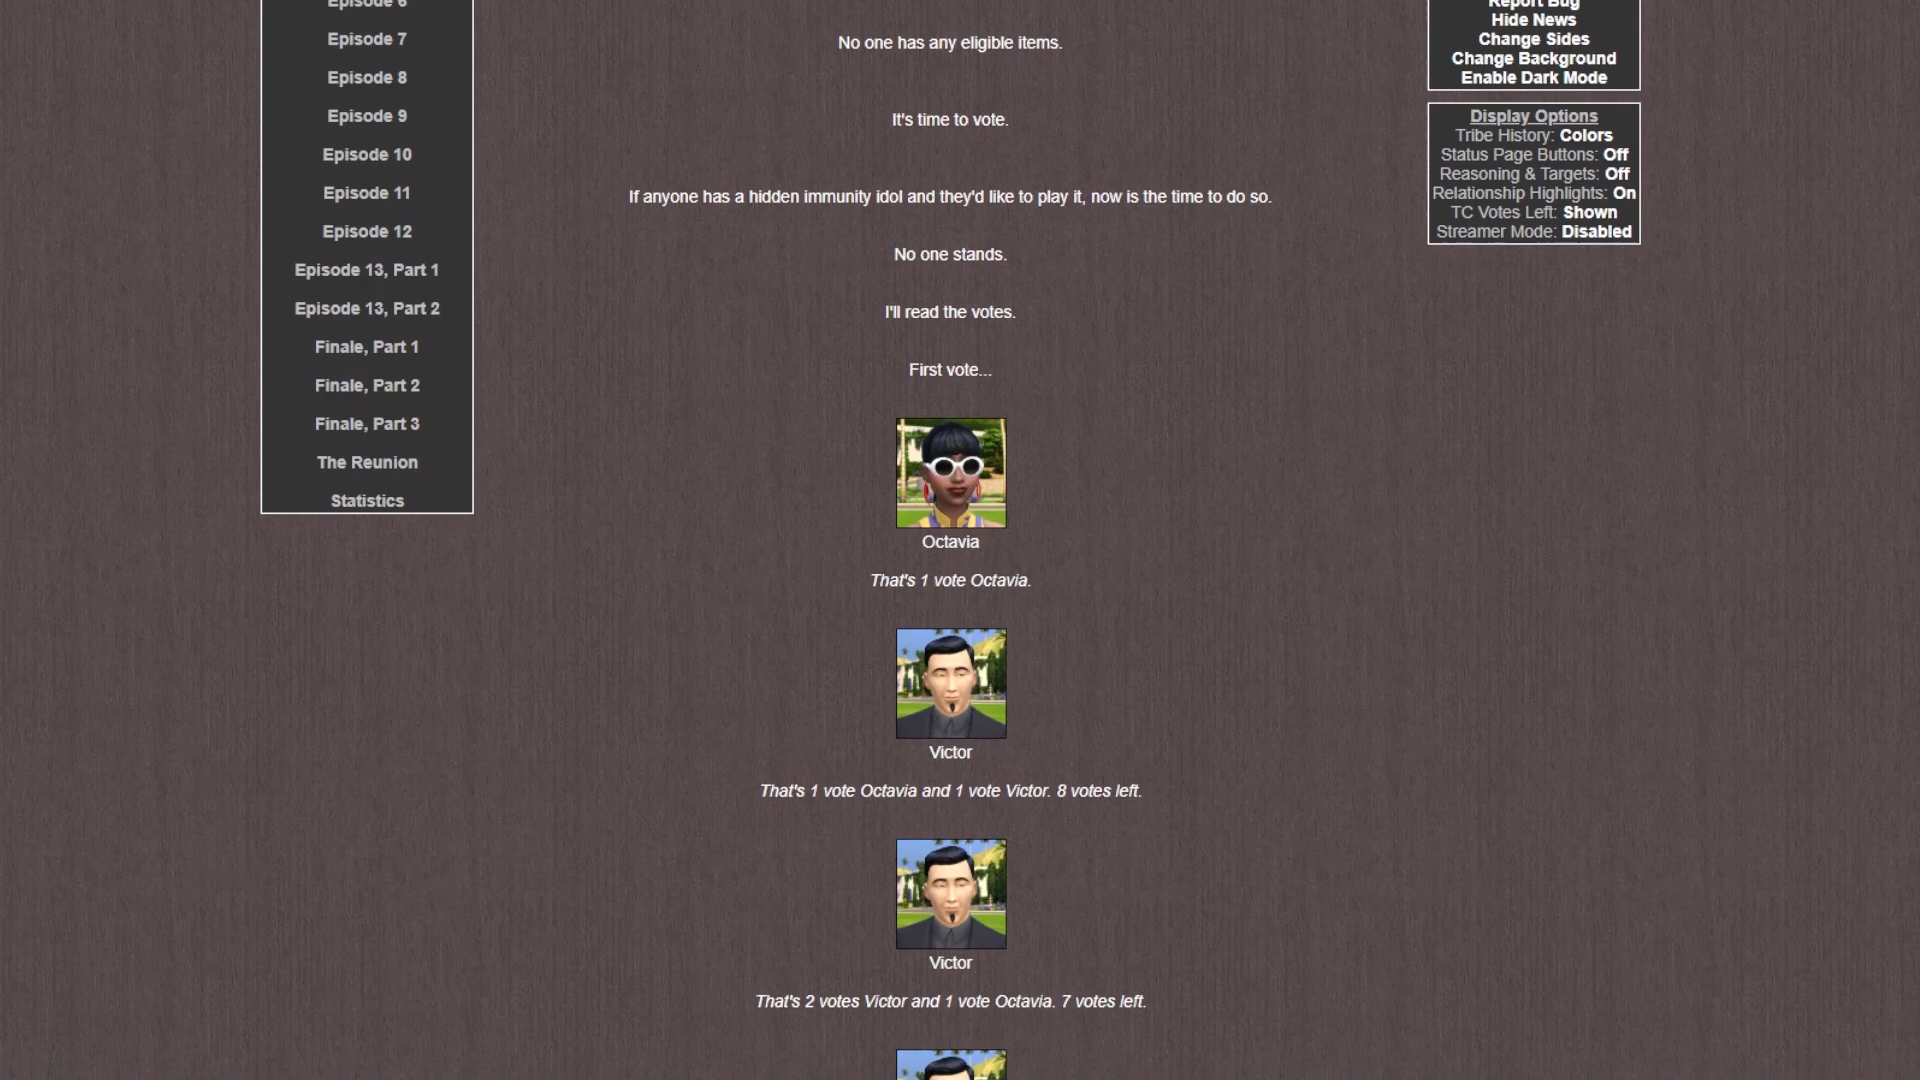 Episode 6
Episode 7
Episode 8
Episode 9
Episode 10
Episode 11
Episode 12
Episode 13, Part 1
Episode 13, Part 2
Finale, Part 1
Finale, Part 2
Finale, Part 3
The Reunion
Statistics
No one has any eligible items.
It's time to vote.
If anyone has a hidden immunity idol and they'd like to play it, now is the time to do so.
No one stands.
I'll read the votes.
First vote...
Octavia
That's 1 vote Octavia.
Victor
That's 1 vote Octavia and 1 vote Victor. 8 votes left.
Victor
That's 2 votes Victor and 1 vote Octavia. 7 votes left.
Report Bug
Hide News
Change Sides
Change Background
Enable Dark Mode
Display Options
Tribe History: Colors
Status Page Buttons: Off
Reasoning & Targets: Off
Relationship Highlights: On
TC Votes Left: Shown
Streamer Mode: Disabled